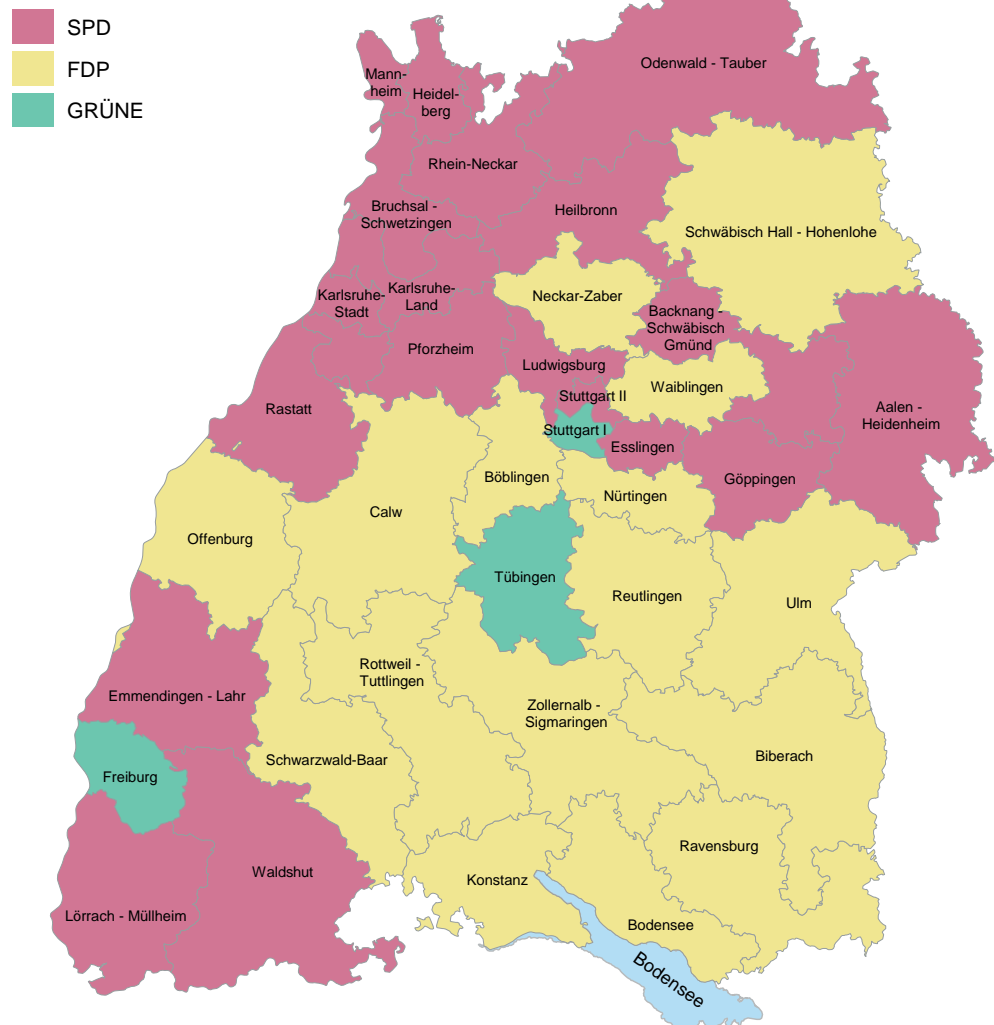 SPD
FDP
GRÜNE
Mann-
heim
Heidel-
berg
Odenwald - Tauber
Rhein-Neckar
Bruchsal -
Schwetzingen
Heilbronn
Schwäbisch Hall - Hohenlohe
Karlsruhe-
Stadt
Karlsruhe-
Land
Neckar-Zaber
Backnang -
Schwäbisch
Gmünd
Pforzheim
Ludwigsburg
Waiblingen
Stuttgart II
Rastatt
Aalen -
Heidenheim
Stuttgart I
Esslingen
Böblingen
Nürtingen
Göppingen
Calw
Offenburg
Tübingen
Reutlingen
Ulm
Rottweil -
Tuttlingen
Emmendingen - Lahr
Zollernalb -
Sigmaringen
Schwarzwald-Baar
Biberach
Freiburg
Ravensburg
Waldshut
Konstanz
Lörrach - Müllheim
Bodensee
Bodensee